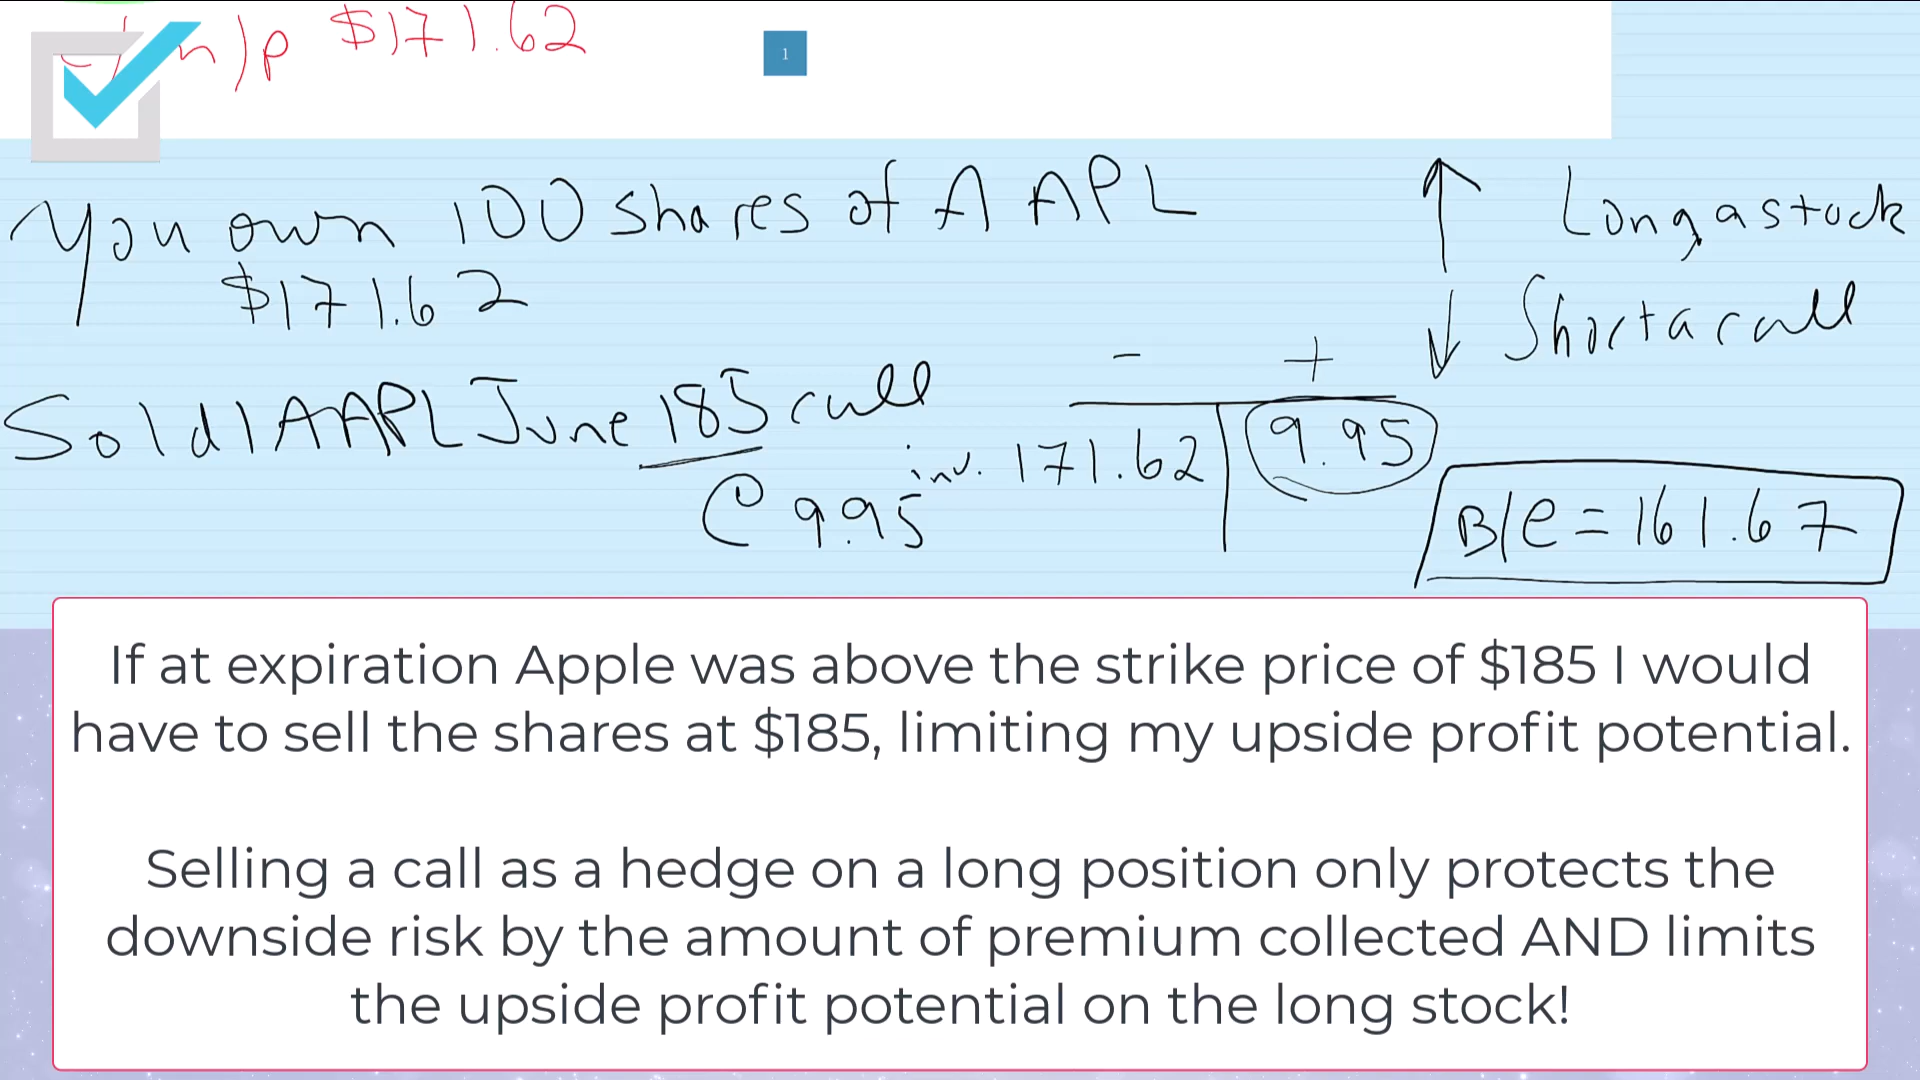 n/p $171.62
1
You own 100 shares of AAPL
$171.62
↑ Long a stock
↓ Short a call
Sold 1 AAPL June 185 call
@ 9.95
- +
inv. 171.62 9.95
B/e = 161.67
If at expiration Apple was above the strike price of $185 I would
have to sell the shares at $185, limiting my upside profit potential.
Selling a call as a hedge on a long position only protects the
downside risk by the amount of premium collected AND limits
the upside profit potential on the long stock!